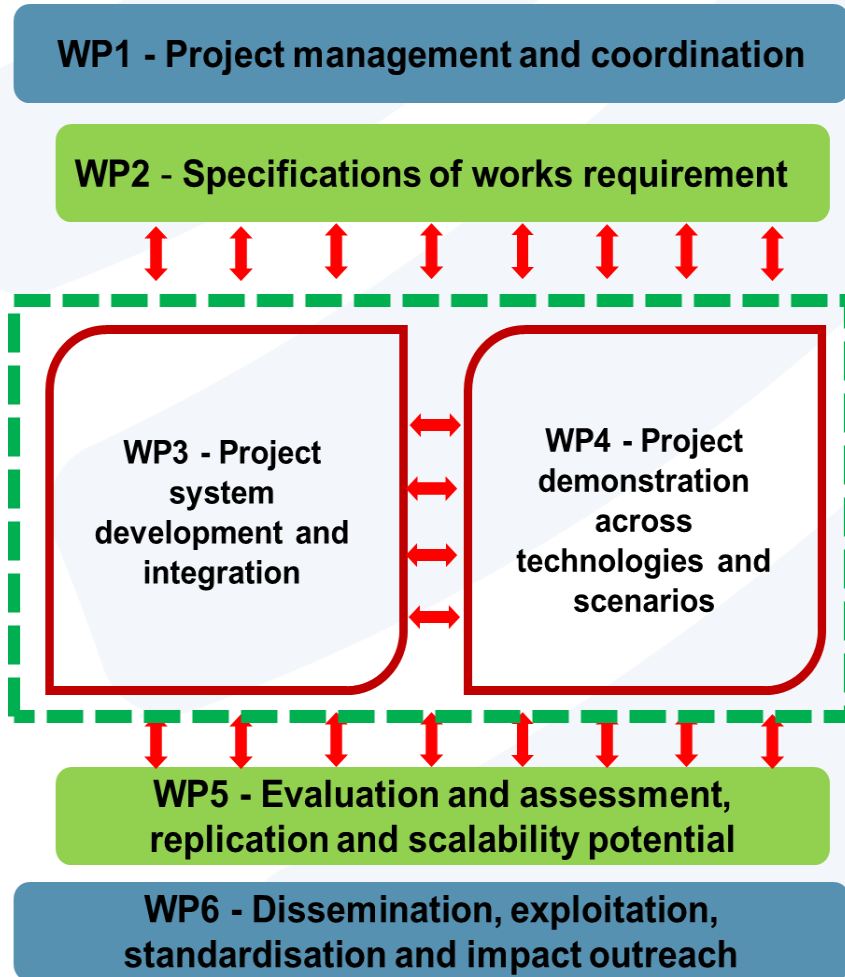 WP1 - Project management and coordination
WP2 - Specifications of works requirement
WP3 - Project
system
development and
integration
WP4 - Project
demonstration
across
technologies and
scenarios
WP5 - Evaluation and assessment,
replication and scalability potential
WP6 - Dissemination, exploitation,
standardisation and impact outreach